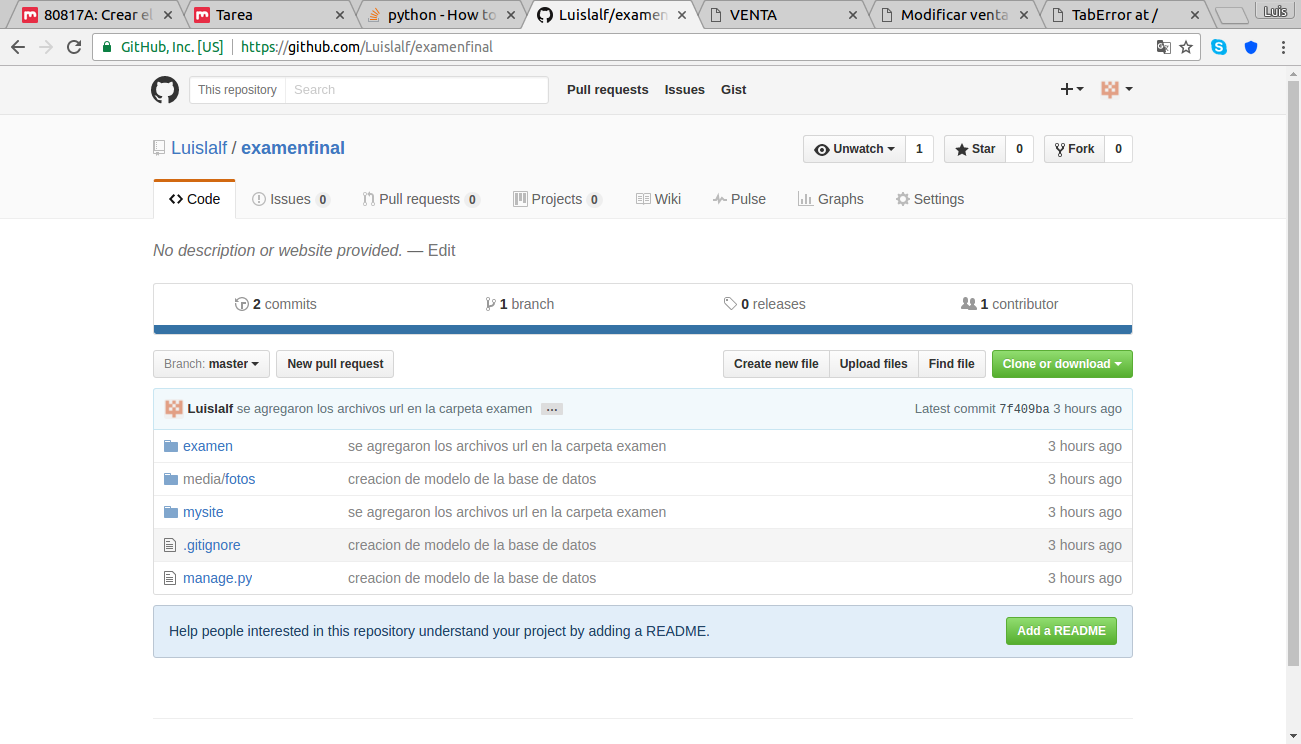 80817A: Crear el Tarea python - How to Luislalf/examen VENTA Modificar venta TabError at / Luis
GitHub, Inc. [US] https://github.com/Luislalf/examenfinal
This repository Search Pull requests Issues Gist
Luislalf / examenfinal Unwatch 1 Star 0 Fork 0
Code Issues 0 Pull requests 0 Projects 0 Wiki Pulse Graphs Settings
No description or website provided. — Edit
2 commits 1 branch 0 releases 1 contributor
Branch: master New pull request Create new file Upload files Find file Clone or download
Luislalf se agregaron los archivos url en la carpeta examen … Latest commit 7f409ba 3 hours ago
examen se agregaron los archivos url en la carpeta examen 3 hours ago
media/fotos creacion de modelo de la base de datos 3 hours ago
mysite se agregaron los archivos url en la carpeta examen 3 hours ago
.gitignore creacion de modelo de la base de datos 3 hours ago
manage.py creacion de modelo de la base de datos 3 hours ago
Help people interested in this repository understand your project by adding a README. Add a README